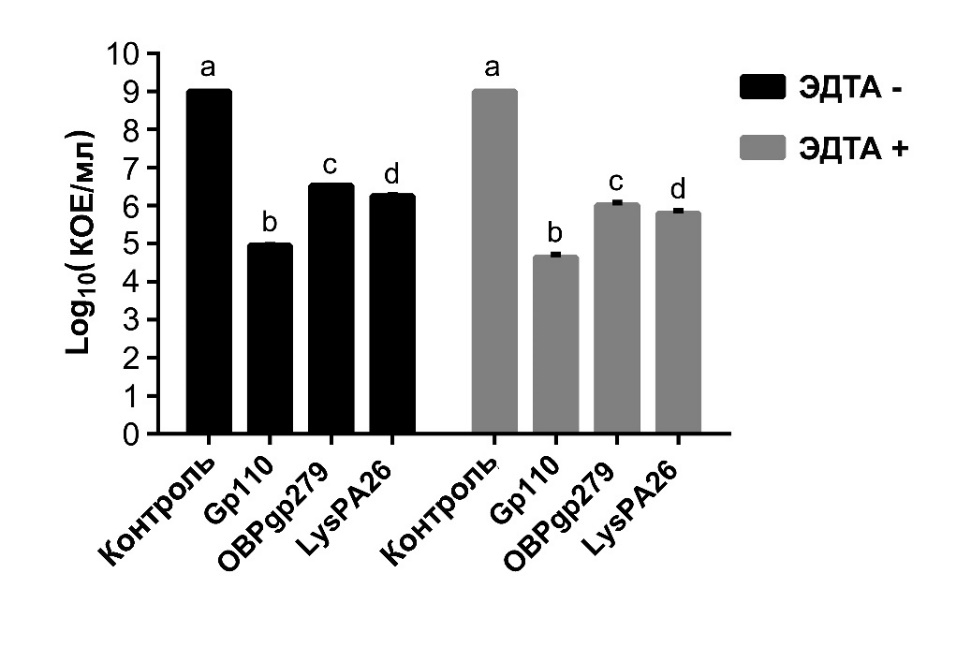 Log10(КОЕ/мл)
10
9
8
7
6
5
4
3
2
1
0
a
b
c
d
a
b
c
d
Контроль
Gp110
OBPgp279
LysPA26
Контроль
Gp110
OBPgp279
LysPA26
ЭДТА -
ЭДТА +